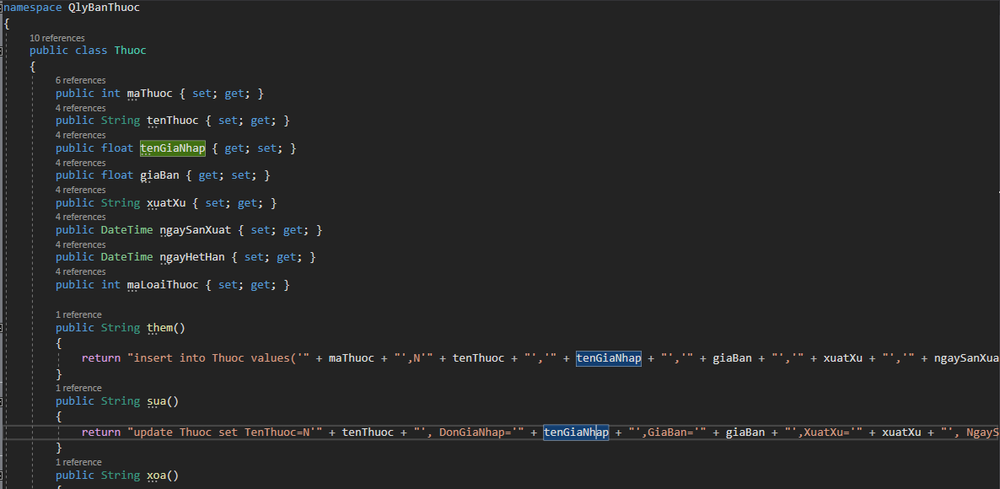 namespace QlyBanThuoc
{
10 references
public class Thuoc
{
6 references
public int maThuoc { set; get; }
4 references
public String tenThuoc { set; get; }
4 references
public float tenGiaNhap { get; set; }
4 references
public float giaBan { get; set; }
4 references
public String xuatXu { set; get; }
4 references
public DateTime ngaySanXuat { set; get; }
4 references
public DateTime ngayHetHan { set; get; }
4 references
public int maLoaiThuoc { set; get; }
1 reference
public String them()
{
return "insert into Thuoc values('" + maThuoc + "',N'" + tenThuoc + "','" + tenGiaNhap + "','" + giaBan + "','" + xuatXu + "','" + ngaySanXua
}
1 reference
public String sua()
{
return "update Thuoc set TenThuoc=N'" + tenThuoc + "', DonGiaNhap='" + tenGiaNhap + "',GiaBan='" + giaBan + "',XuatXu='" + xuatXu + "', NgayS
}
1 reference
public String xoa()
{